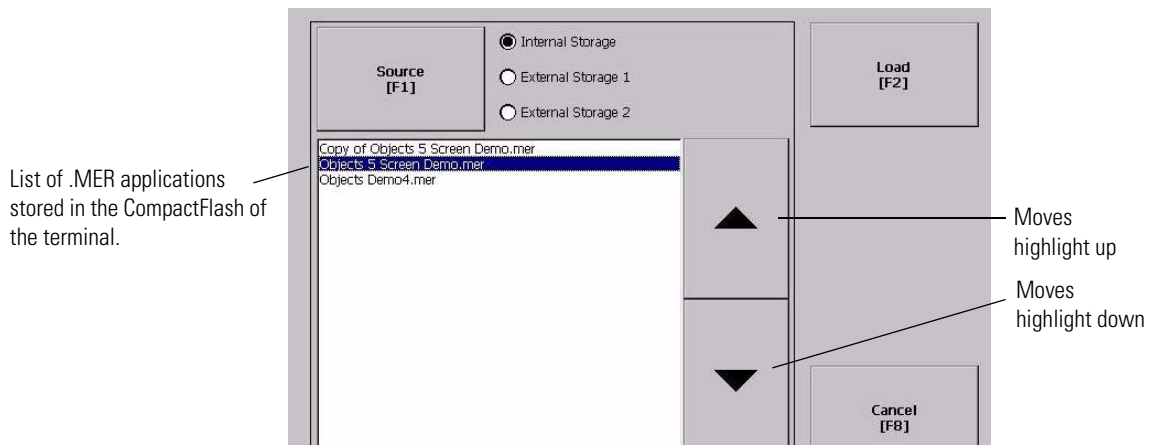 Source
[F1]
Internal Storage
External Storage 1
External Storage 2
Load
[F2]
Copy of Objects 5 Screen Demo.mer
Objects 5 Screen Demo.mer
Objects Demo4.mer
List of .MER applications
stored in the CompactFlash of
the terminal.
Moves
highlight up
Moves
highlight down
Cancel
[F8]